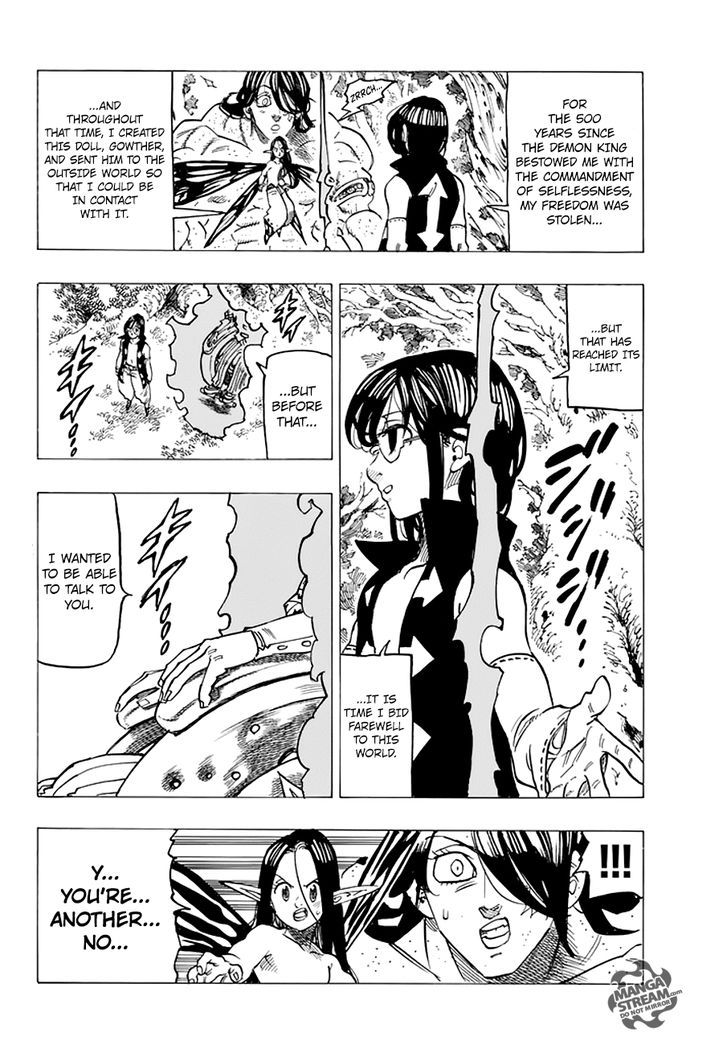 FOR
THE 500
YEARS SINCE
THE DEMON KING
BESTOWED ME
WITH THE
COMMANDMENT
OF SELFLESSNESS,
MY FREEDOM WAS
STOLEN...
ZRRCH...
...AND
THROUGHOUT
THAT TIME, I CREATED
THIS DOLL, GOWTHER,
AND SENT HIM TO THE
OUTSIDE WORLD SO
THAT I COULD BE
IN CONTACT
WITH IT.
...BUT
THAT HAS
REACHED ITS
LIMIT.
...IT IS
TIME I BID
FAREWELL
TO THIS
WORLD.
...BUT
BEFORE
THAT...
I WANTED
TO BE ABLE
TO TALK TO
YOU.
!!!
Y...
YOU'RE...
ANOTHER...
NO...
MANGA
STREAM.com
DO NOT MIRROR!